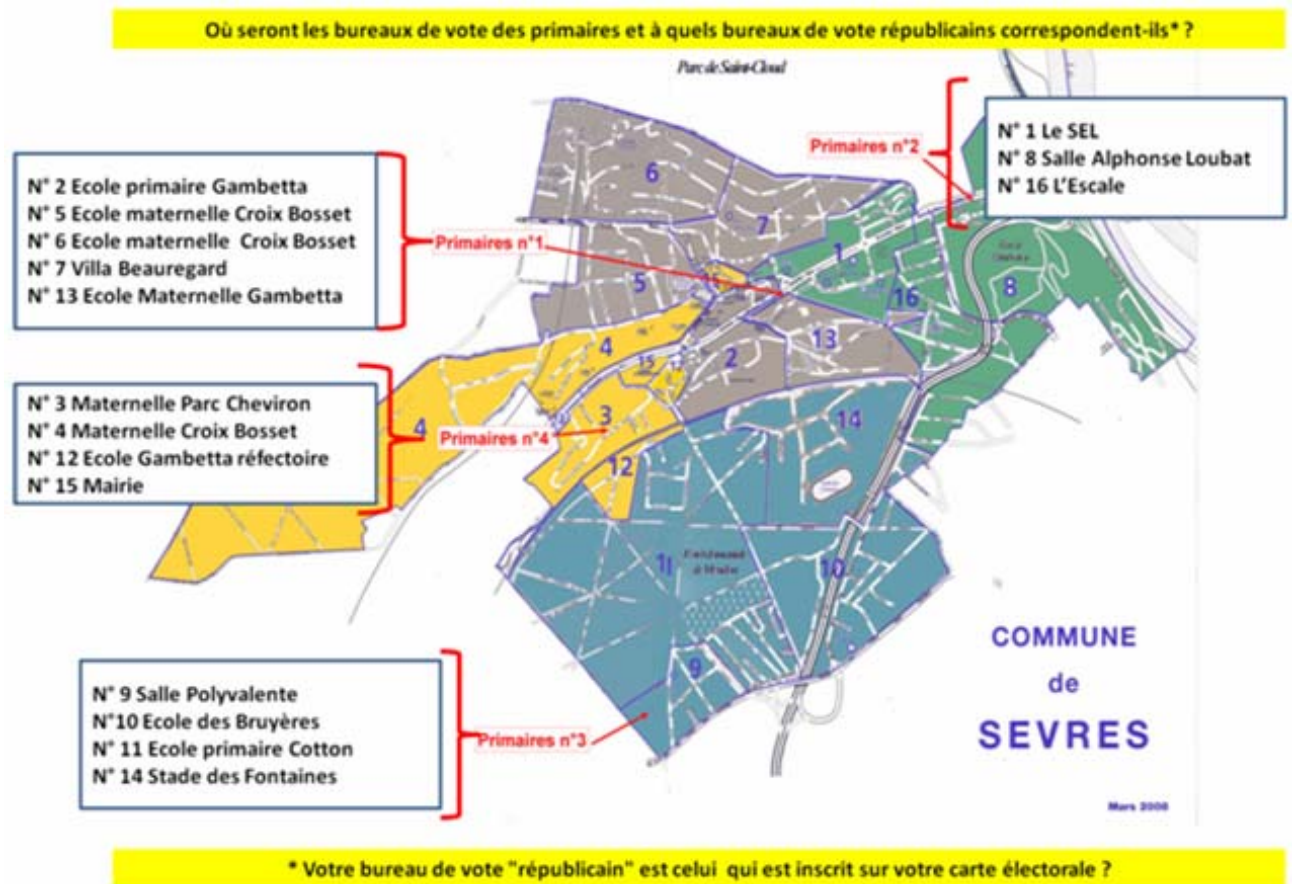 Où seront les bureaux de vote des primaires et à quels bureaux de vote républicains correspondent-ils* ?
Parc de Saint-Cloud
N° 1 Le SEL
N° 8 Salle Alphonse Loubat
N° 16 L'Escale
Primaires n°2
N° 2 Ecole primaire Gambetta
N° 5 Ecole maternelle Croix Bosset
N° 6 Ecole maternelle Croix Bosset
N° 7 Villa Beauregard
N° 13 Ecole Maternelle Gambetta
Primaires n°1
6
7
1
5
16
8
4
2
13
15
N° 3 Maternelle Parc Cheviron
N° 4 Maternelle Croix Bosset
N° 12 Ecole Gambetta réfectoire
N° 15 Mairie
4
Primaires n°4
3
14
12
11
10
9
N° 9 Salle Polyvalente
N°10 Ecole des Bruyères
N° 11 Ecole primaire Cotton
N° 14 Stade des Fontaines
Primaires n°3
COMMUNE
de
SEVRES
Mars 2008
* Votre bureau de vote "républicain" est celui qui est inscrit sur votre carte électorale ?